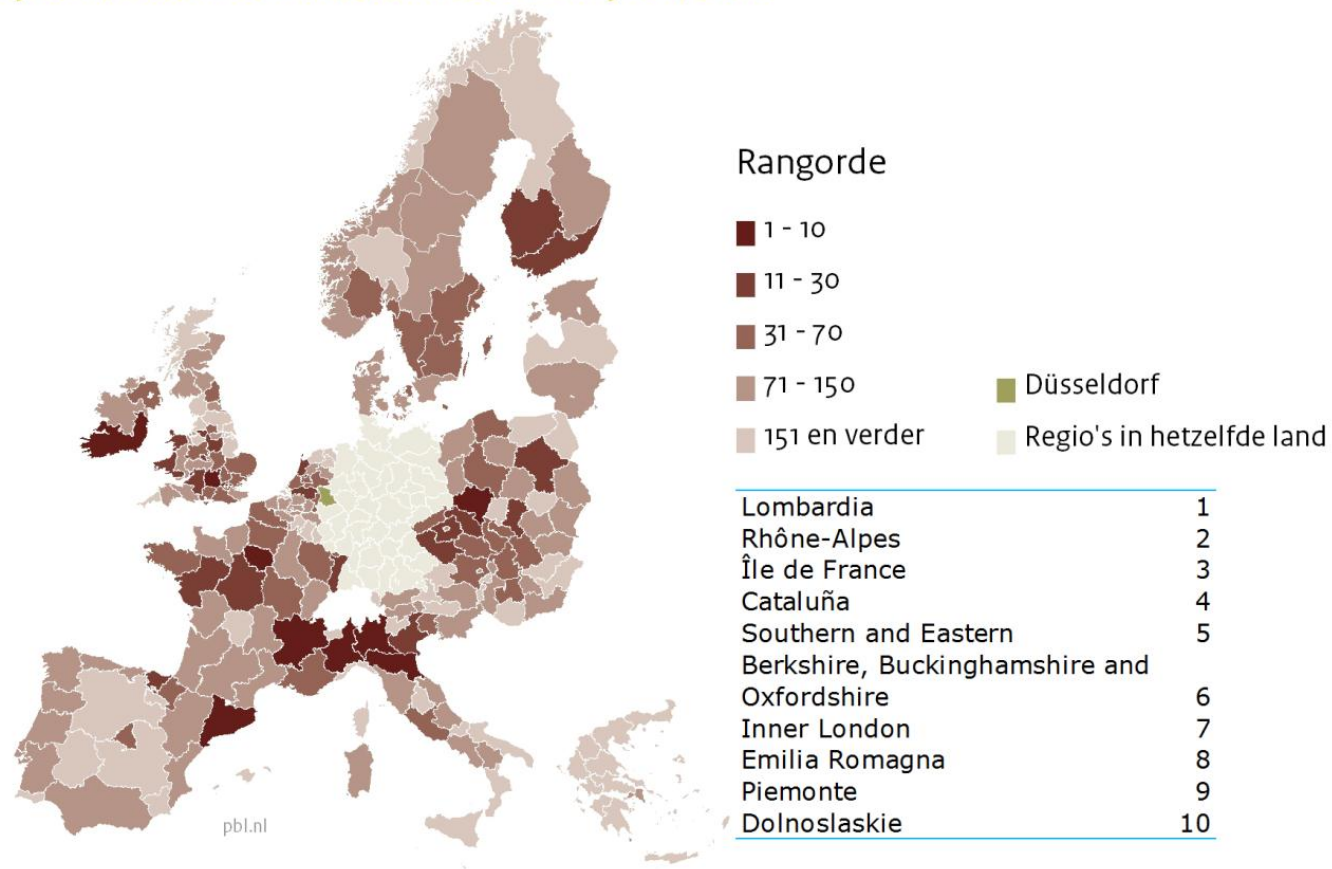 Rangorde
1 - 10
11 - 30
31 - 70
71 - 150
151 en verder
Düsseldorf
Regio's in hetzelfde land
Lombardia 1
Rhône-Alpes 2
Île de France 3
Cataluña 4
Southern and Eastern 5
Berkshire, Buckinghamshire and
Oxfordshire 6
Inner London 7
Emilia Romagna 8
Piemonte 9
Dolnoslaskie 10
pbl.nl